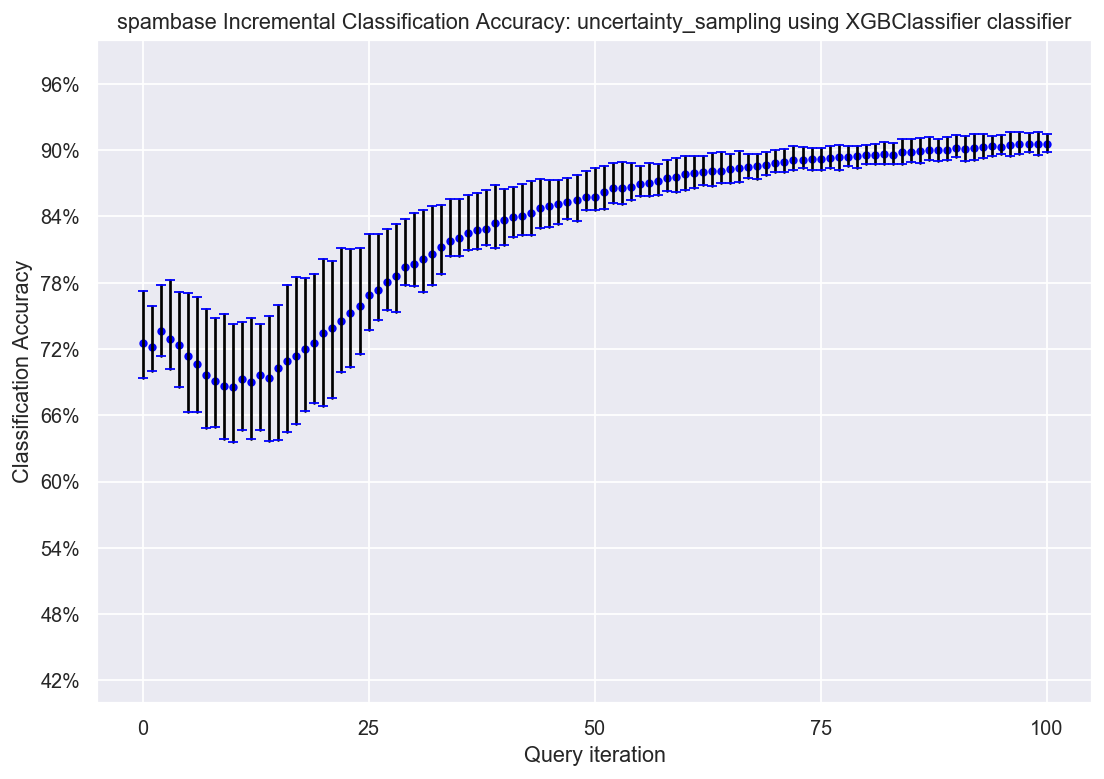 spambase Incremental Classification Accuracy: uncertainty_sampling using XGBClassifier classifier
96%
90%
84%
78%
72%
66%
60%
54%
48%
42%
Classification Accuracy
0 25 50 75 100
Query iteration